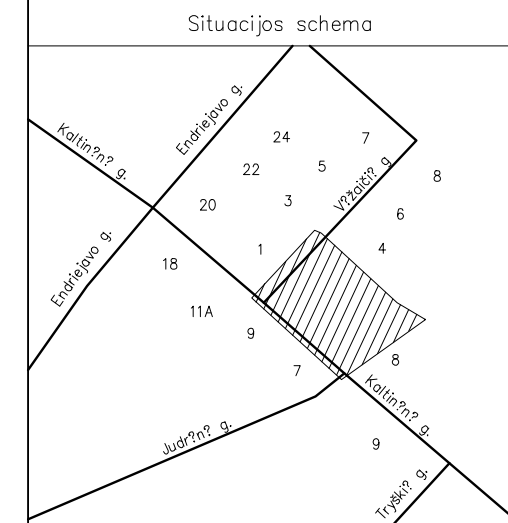 Situacijos schema
Endriejavo g.
Kaltin?n? g.
24
7
22
5
8
V?žaičii? g.
20
3
6
1
4
18
Endriejavo g.
11A
9
8
7
Kaltin?n? g.
Judr?n? g.
9
Tryški? g.